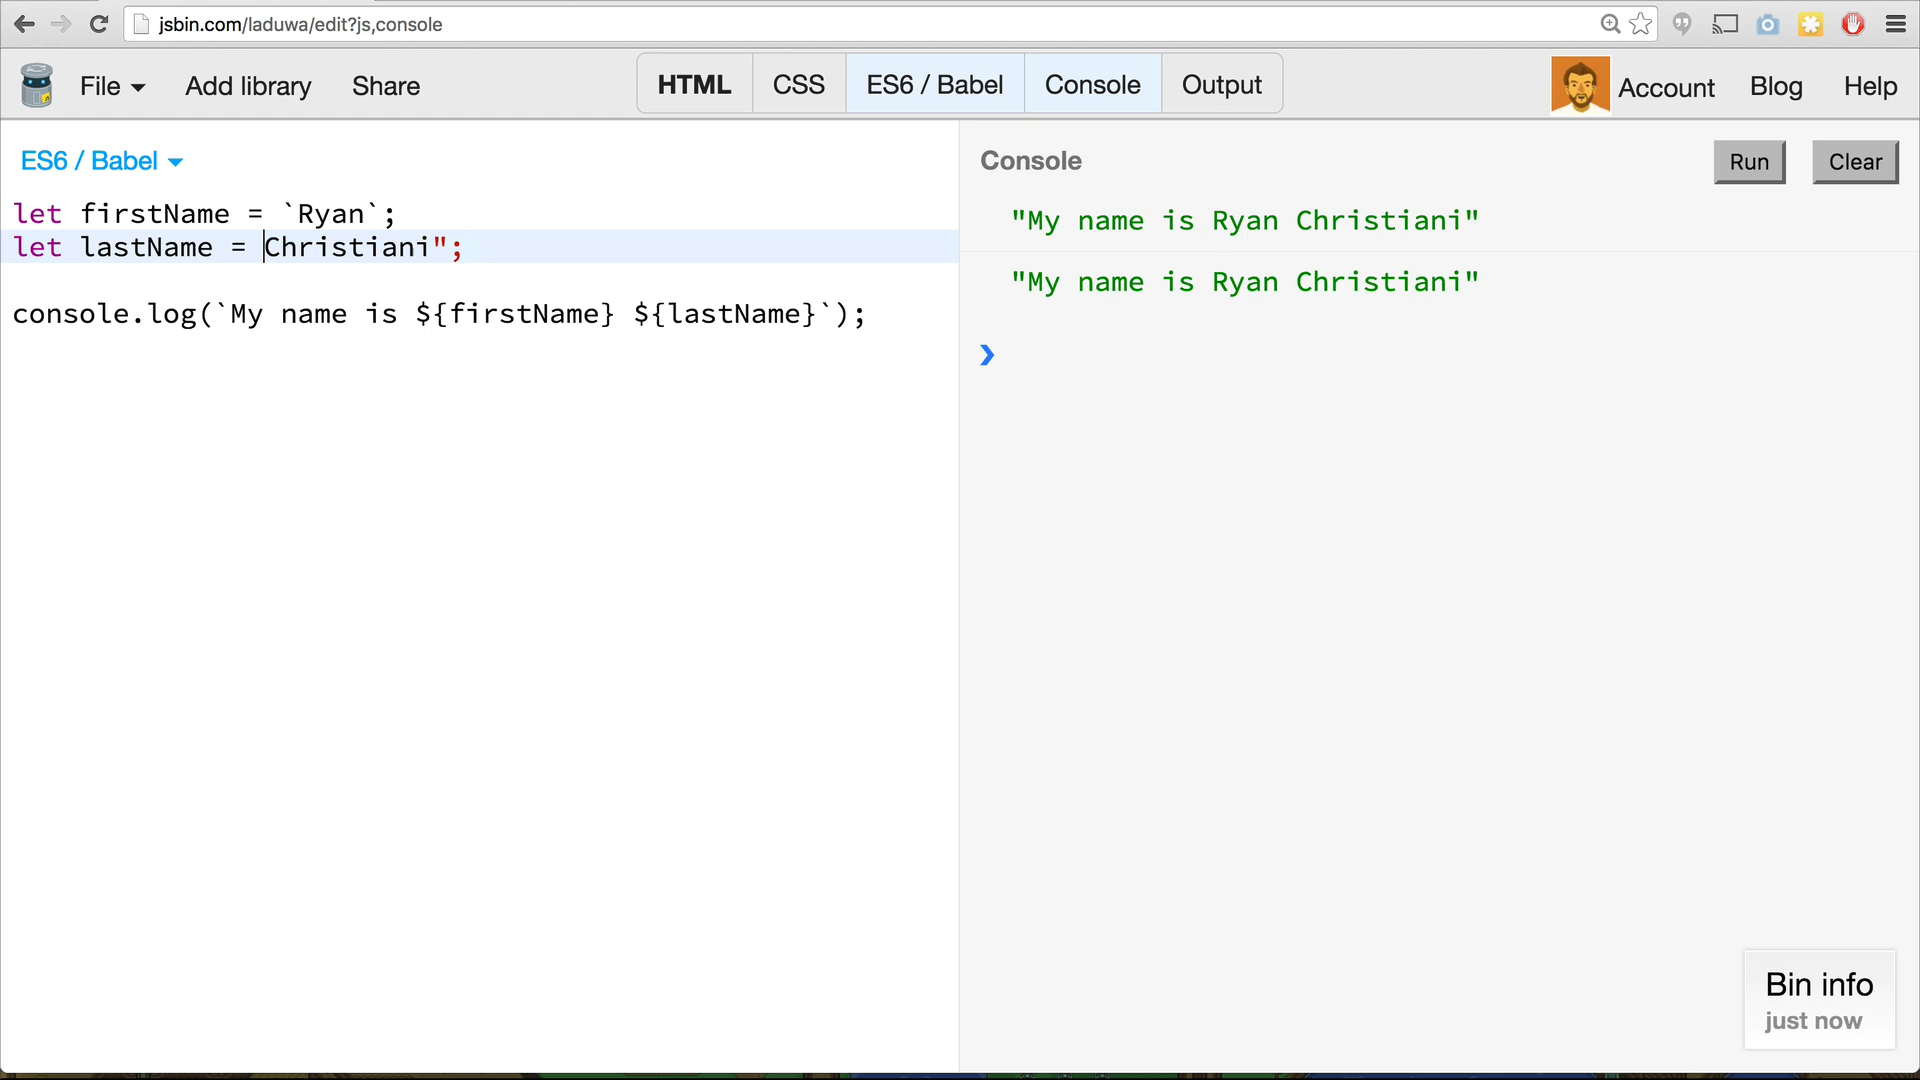 jsbin.com/laduwa/edit?js,console
File Add library Share HTML CSS ES6 / Babel Console Output Account Blog Help
ES6 / Babel
let firstName = `Ryan`;
let lastName = Christiani";
console.log(`My name is ${firstName} ${lastName}`);
Console Run Clear
"My name is Ryan Christiani"
"My name is Ryan Christiani"
Bin info
just now